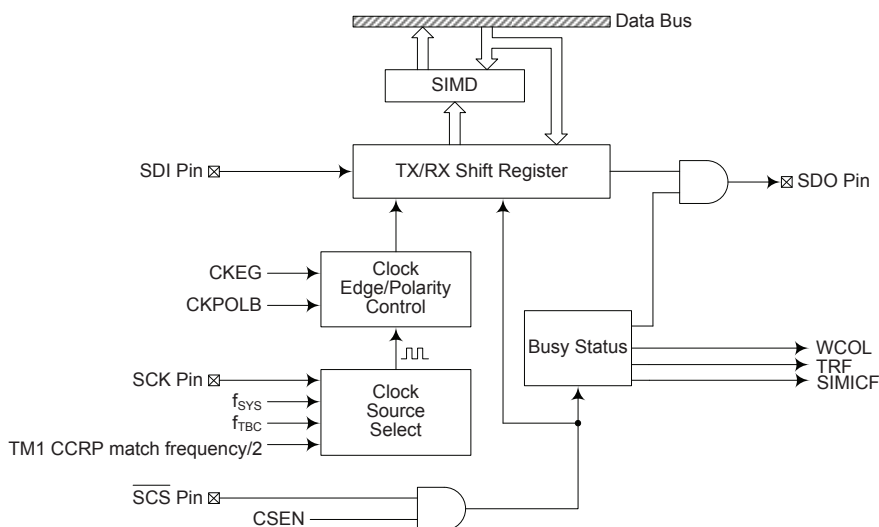 Data Bus
SIMD
SDI Pin
TX/RX Shift Register
SDO Pin
CKEG
CKPOLB
Clock
Edge/Polarity
Control
Busy Status
WCOL
TRF
SIMICF
SCK Pin
fSYS
fTBC
TM1 CCRP match frequency/2
Clock
Source
Select
SCS Pin
CSEN